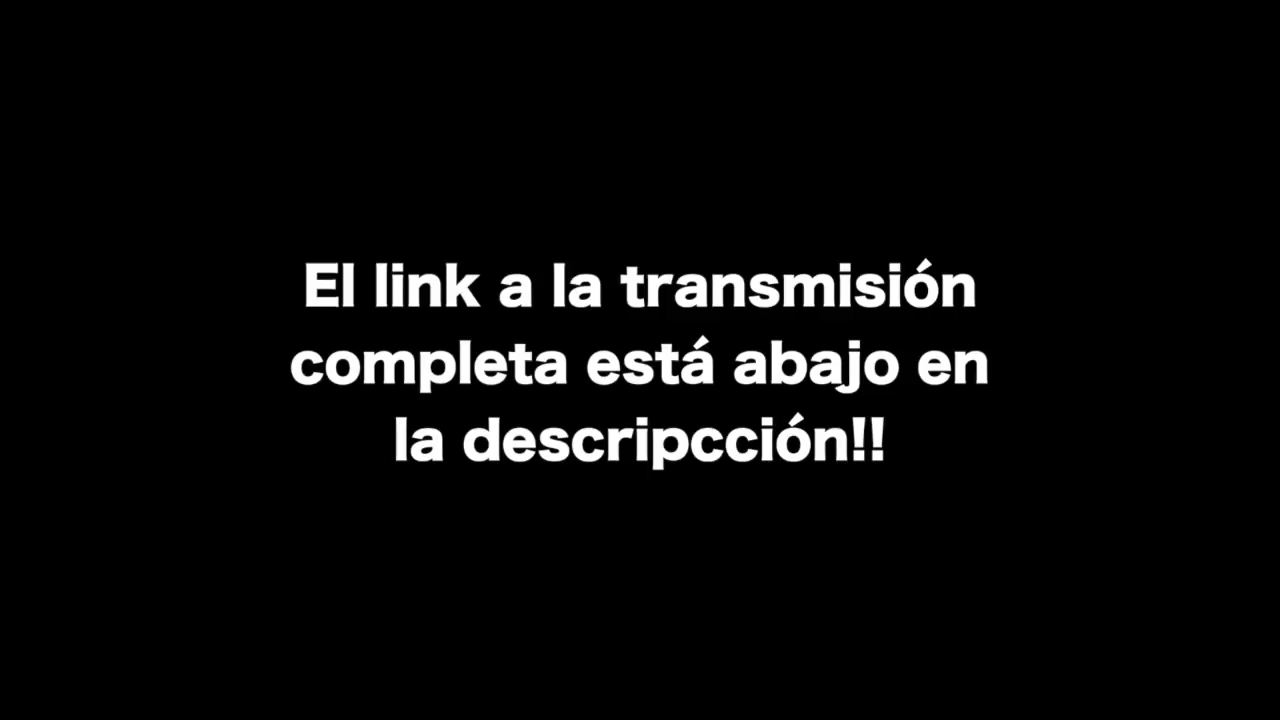 El link a la transmisión
completa está abajo en
la descripcción!!